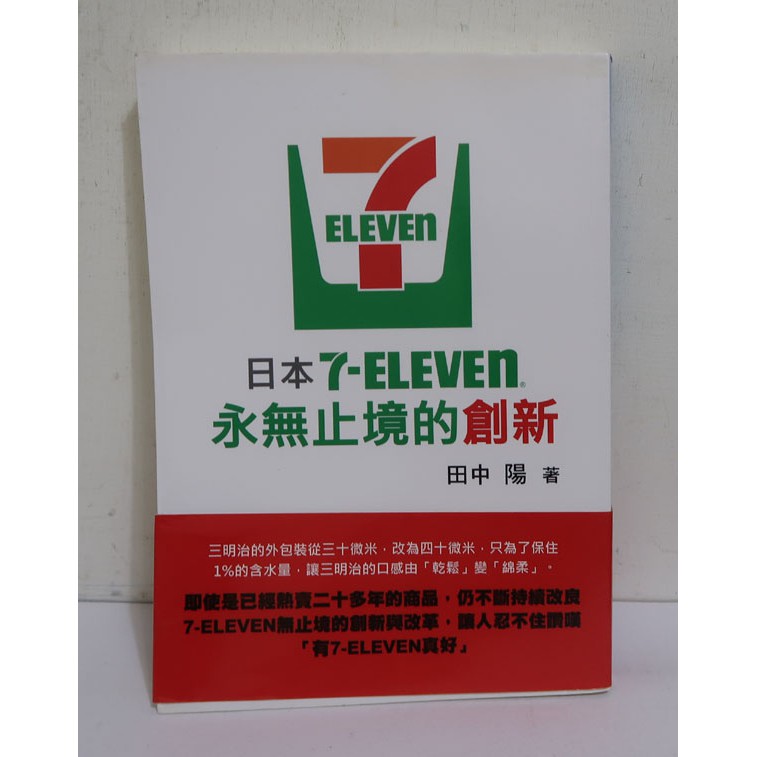 7
ELEVEn
日本7-ELEVEn®
永無止境的創新
田中 陽 著
三明治的外包裝從三十微米，改為四十微米，只為了保住
1%的含水量，讓三明治的口感由「乾鬆」變「綿柔」。
即使是已經熱賣二十多年的商品，仍不斷持續改良
7-ELEVEN無止境的創新與改革，讓人忍不住讚嘆
「有7-ELEVEN真好」